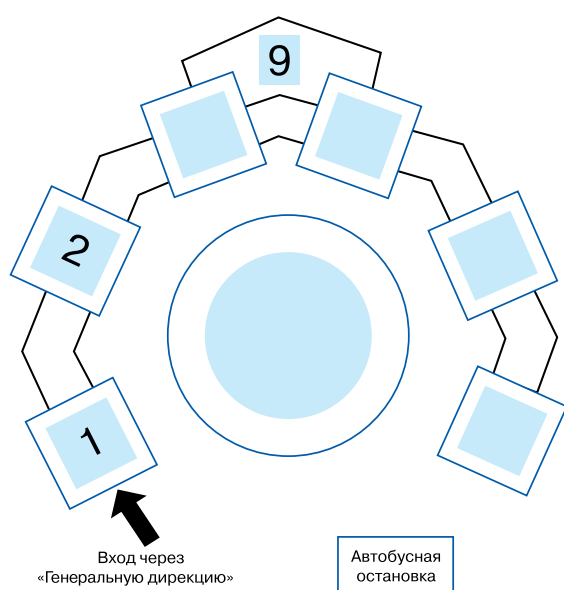 9
2
1
Вход через
«Генеральную дирекцию»
Автобусная
остановка